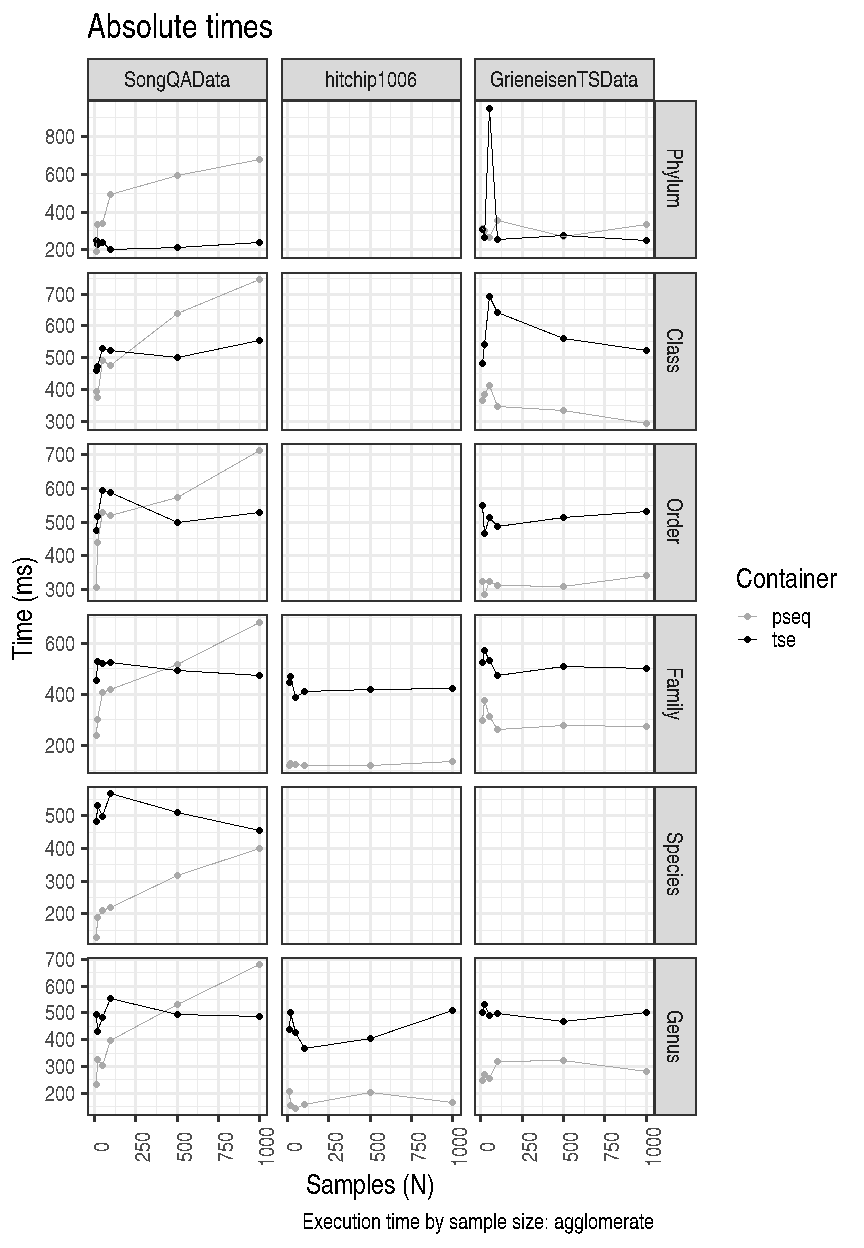 Absolute times
SongQAData hitchip1006 GrieneisenTSData
Phylum
800
600
400
200
Class
700
600
500
400
300
Order
700
600
500
400
300
Family
600
400
200
Species
500
400
300
200
Genus
700
600
500
400
300
200
0 250 500 750 1000 0 250 500 750 1000 0 250 500 750 1000
Time (ms)
Samples (N)
Container
pseq
tse
Execution time by sample size: agglomerate